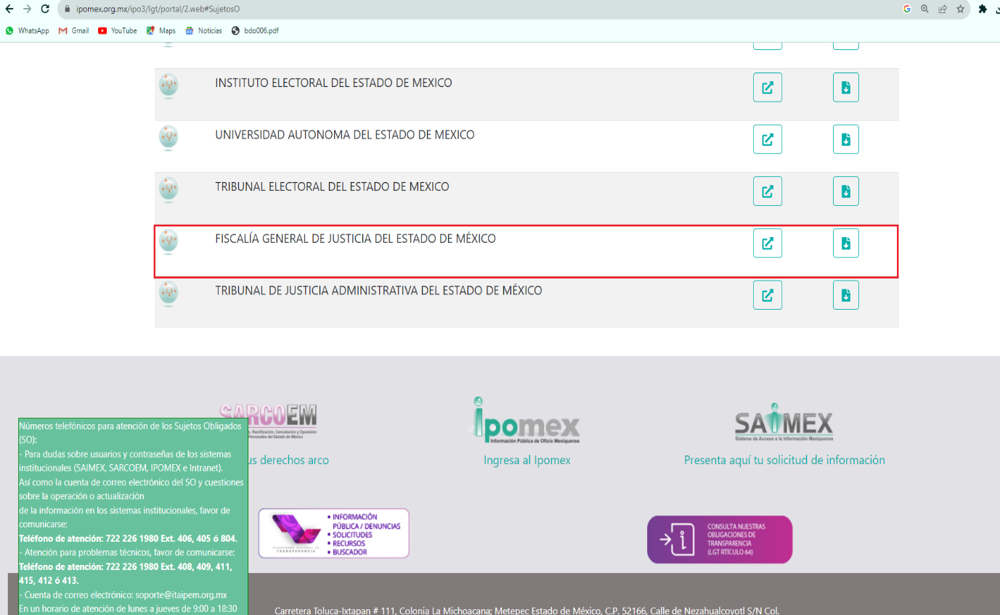 ipomex.org.mx/ipo3/lgt/portal/2.web#SujetosO
WhatsApp Gmail YouTube Maps Noticias bdo006.pdf
INSTITUTO ELECTORAL DEL ESTADO DE MEXICO
UNIVERSIDAD AUTONOMA DEL ESTADO DE MEXICO
TRIBUNAL ELECTORAL DEL ESTADO DE MEXICO
FISCALÍA GENERAL DE JUSTICIA DEL ESTADO DE MÉXICO
TRIBUNAL DE JUSTICIA ADMINISTRATIVA DEL ESTADO DE MÉXICO
SARCOEM
, Rectificación, Cancelación y Oposición
Personales del Estado de México
us derechos arco
ipomex
Información Pública de Oficio Mexiquense
Ingresa al Ipomex
SAIMEX
Sistema de Acceso a la Información Mexiquense
Presenta aquí tu solicitud de información
Números telefónicos para atención de los Sujetos Obligados
(SO):
- Para dudas sobre usuarios y contraseñas de los sistemas
institucionales (SAIMEX, SARCOEM, IPOMEX e Intranet).
Así como la cuenta de correo electrónico del SO y cuestiones
sobre la operación o actualización
de la información en los sistemas institucionales, favor de
comunicarse:
Teléfono de atención: 722 226 1980 Ext. 406, 405 ó 804.
- Atención para problemas técnicos, favor de comunicarse:
Teléfono de atención: 722 226 1980 Ext. 408, 409, 411,
415, 412 ó 413.
- Cuenta de correo electrónico: soporte@itaipem.org.mx
En un horario de atención de lunes a jueves de 9:00 a 18:30
PLATAFORMA NACIONAL DE
TRANSPARENCIA
• INFORMACIÓN
PÚBLICA / DENUNCIAS
• SOLICITUDES
• RECURSOS
• BUSCADOR
CONSULTA NUESTRAS
OBLIGACIONES DE
TRANSPARENCIA
(LGT RTÍCULO 64)
Carretera Toluca-Ixtapan # 111, Colonia La Michoacana; Metepec Estado de México, C.P. 52166, Calle de Nezahualcoyotl S/N Col.